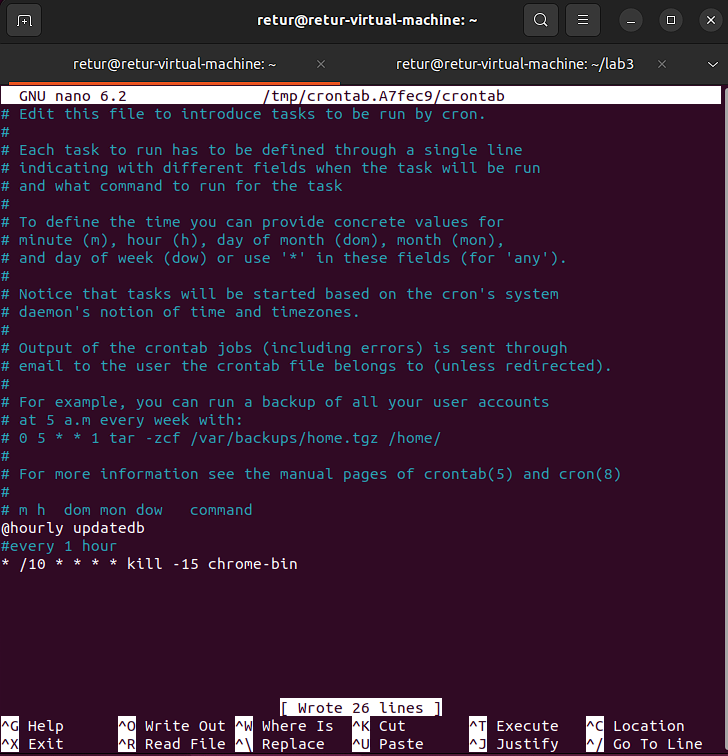 retur@retur-virtual-machine: ~
retur@retur-virtual-machine: ~
retur@retur-virtual-machine: ~/lab3
GNU nano 6.2 /tmp/crontab.A7fec9/crontab
# Edit this file to introduce tasks to be run by cron.
#
# Each task to run has to be defined through a single line
# indicating with different fields when the task will be run
# and what command to run for the task
#
# To define the time you can provide concrete values for
# minute (m), hour (h), day of month (dom), month (mon),
# and day of week (dow) or use '*' in these fields (for 'any').
#
# Notice that tasks will be started based on the cron's system
# daemon's notion of time and timezones.
#
# Output of the crontab jobs (including errors) is sent through
# email to the user the crontab file belongs to (unless redirected).
#
# For example, you can run a backup of all your user accounts
# at 5 a.m every week with:
# 0 5 * * 1 tar -zcf /var/backups/home.tgz /home/
#
# For more information see the manual pages of crontab(5) and cron(8)
#
# m h  dom mon dow   command
@hourly updatedb
#every 1 hour
* /10 * * * * kill -15 chrome-bin
[ Wrote 26 lines ]
^G Help ^O Write Out ^W Where Is ^K Cut ^T Execute ^C Location
^X Exit ^R Read File ^\ Replace ^U Paste ^J Justify ^/ Go To Line